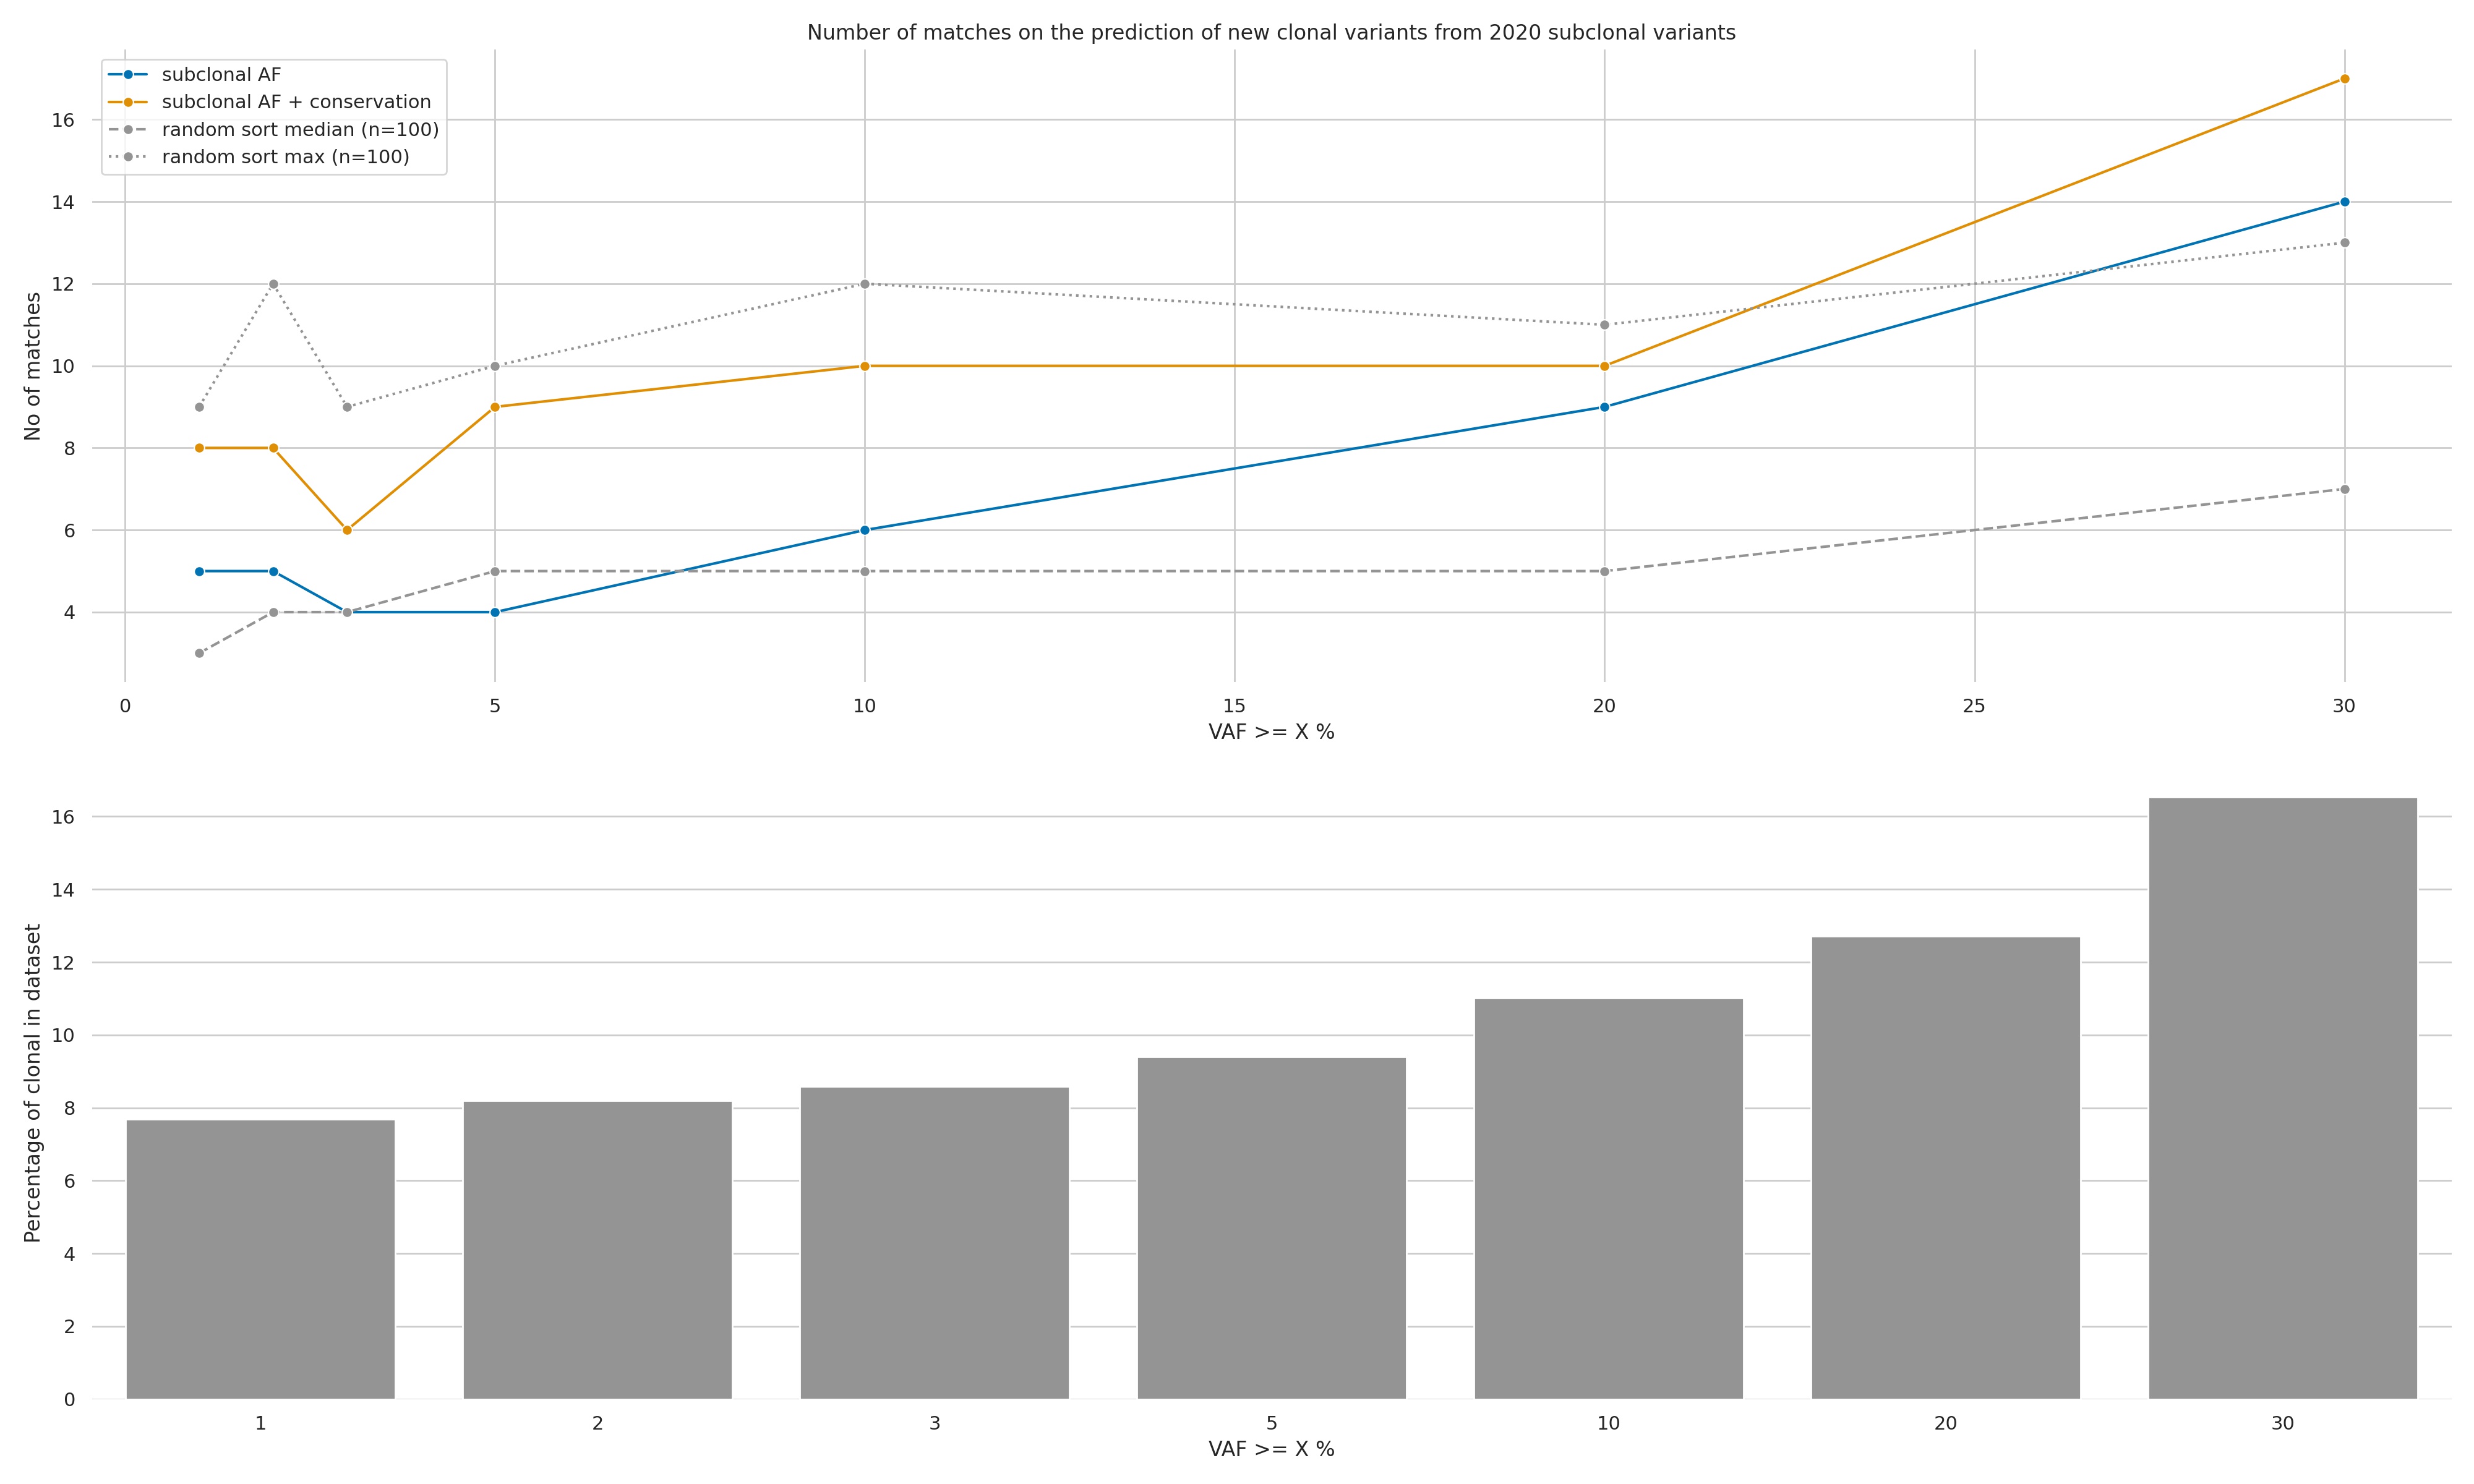 Number of matches on the prediction of new clonal variants from 2020 subclonal variants
subclonal AF
subclonal AF + conservation
random sort median (n=100)
random sort max (n=100)
No of matches
16
14
12
10
8
6
4
0 5 10 15 20 25 30
VAF >= X %
Percentage of clonal in dataset
16
14
12
10
8
6
4
2
0
1 2 3 5 10 20 30
VAF >= X %